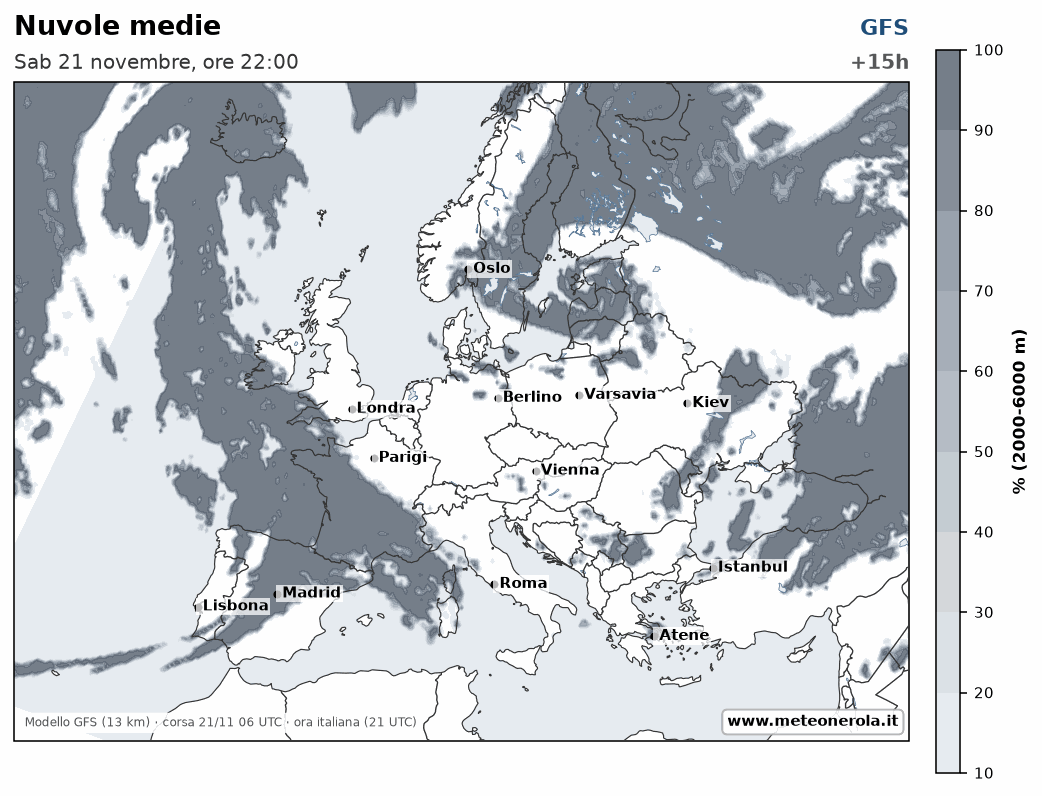 Nuvole medie
GFS
Sab 21 novembre, ore 22:00
+15h
100
90
80
70
60
50
40
30
20
10
% (2000-6000 m)
Oslo
Londra
Berlino
Varsavia
Kiev
Parigi
Vienna
Istanbul
Roma
Madrid
Lisbona
Atene
Modello GFS (13 km) · corsa 21/11 06 UTC · ora italiana (21 UTC)
www.meteonerola.it